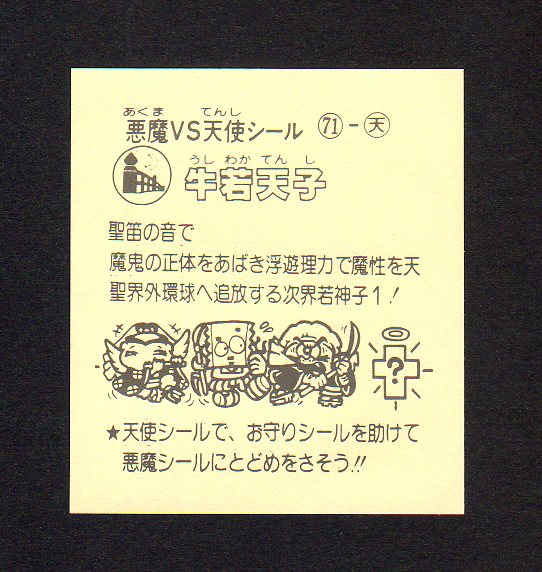 あくま てんし
悪魔VS天使シール 71-天
うしわかてんし
牛若天子
聖笛の音で
魔鬼の正体をあばき浮遊理力で魔性を天
聖界外環球へ追放する次界若神子1!
?
★天使シールで、お守りシールを助けて
悪魔シールにとどめをさそう!!